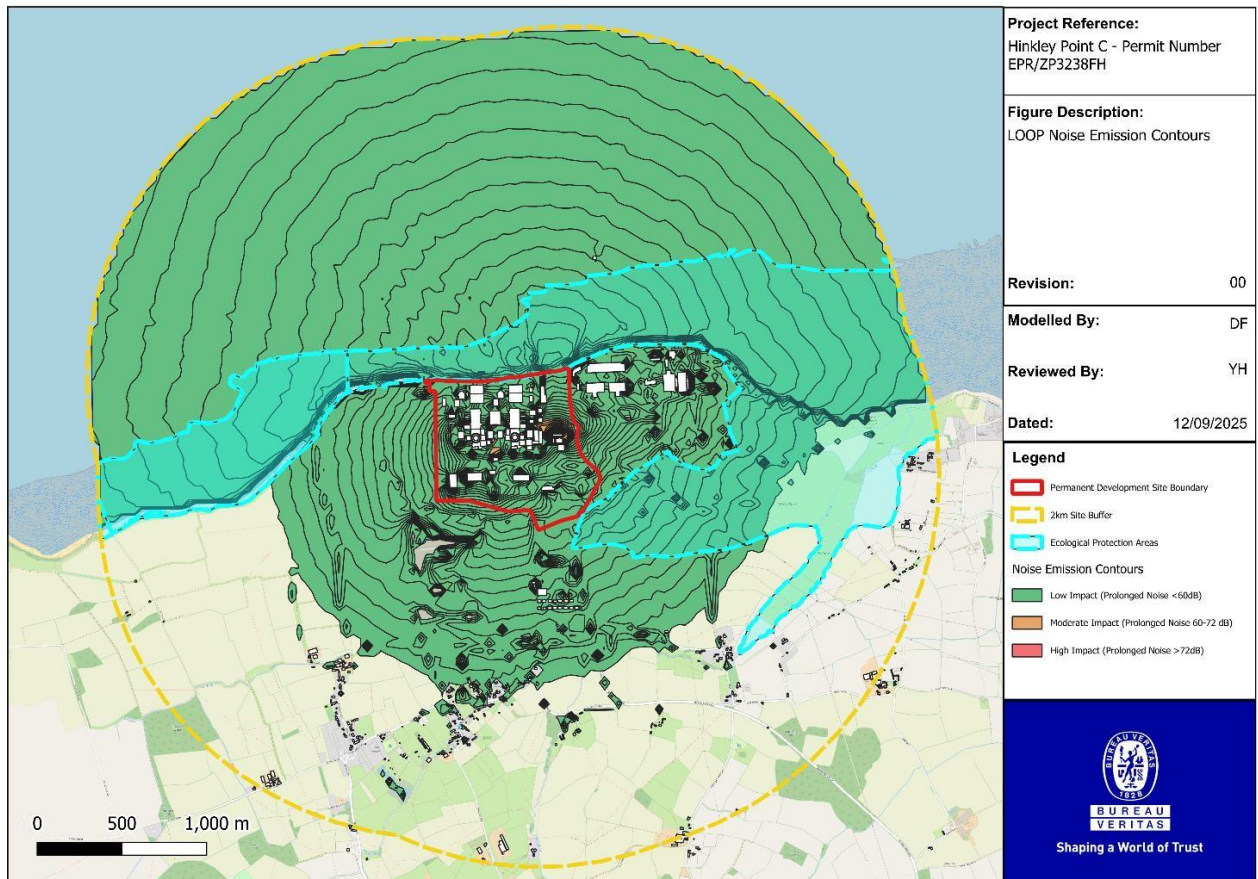 Project Reference:
Hinkley Point C - Permit Number
EPR/ZP3238FH
Figure Description:
LOOP Noise Emission Contours
Revision: 00
Modelled By: DF
Reviewed By: YH
Dated: 12/09/2025
Legend
Permanent Development Site Boundary
2km Site Buffer
Ecological Protection Areas
Noise Emission Contours
Low Impact (Prolonged Noise <60dB)
Moderate Impact (Prolonged Noise 60-72 dB)
High Impact (Prolonged Noise >72dB)
BUREAU VERITAS
1828
BUREAU
VERITAS
Shaping a World of Trust
0 500 1,000 m